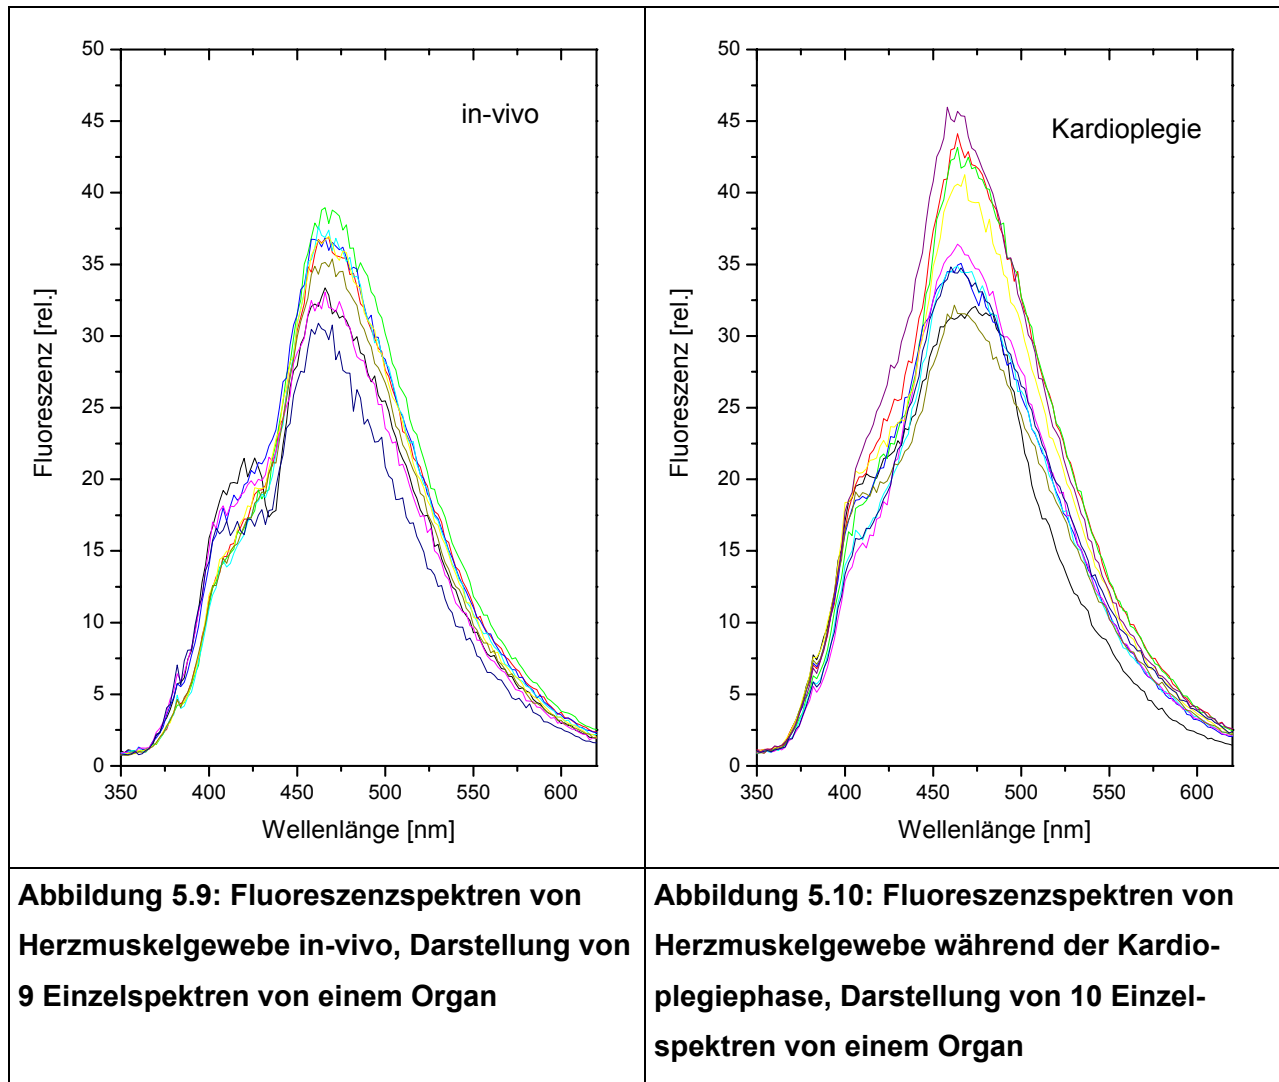 50
45
40
35
30
25
20
15
10
5
0
350 400 450 500 550 600
Fluoreszenz [rel.]
Wellenlänge [nm]
in-vivo
50
45
40
35
30
25
20
15
10
5
0
350 400 450 500 550 600
Fluoreszenz [rel.]
Wellenlänge [nm]
Kardioplegie
Abbildung 5.9: Fluoreszenzspektren von
Herzmuskelgewebe in-vivo, Darstellung von
9 Einzelspektren von einem Organ
Abbildung 5.10: Fluoreszenzspektren von
Herzmuskelgewebe während der Kardio-
plegiephase, Darstellung von 10 Einzel-
spektren von einem Organ